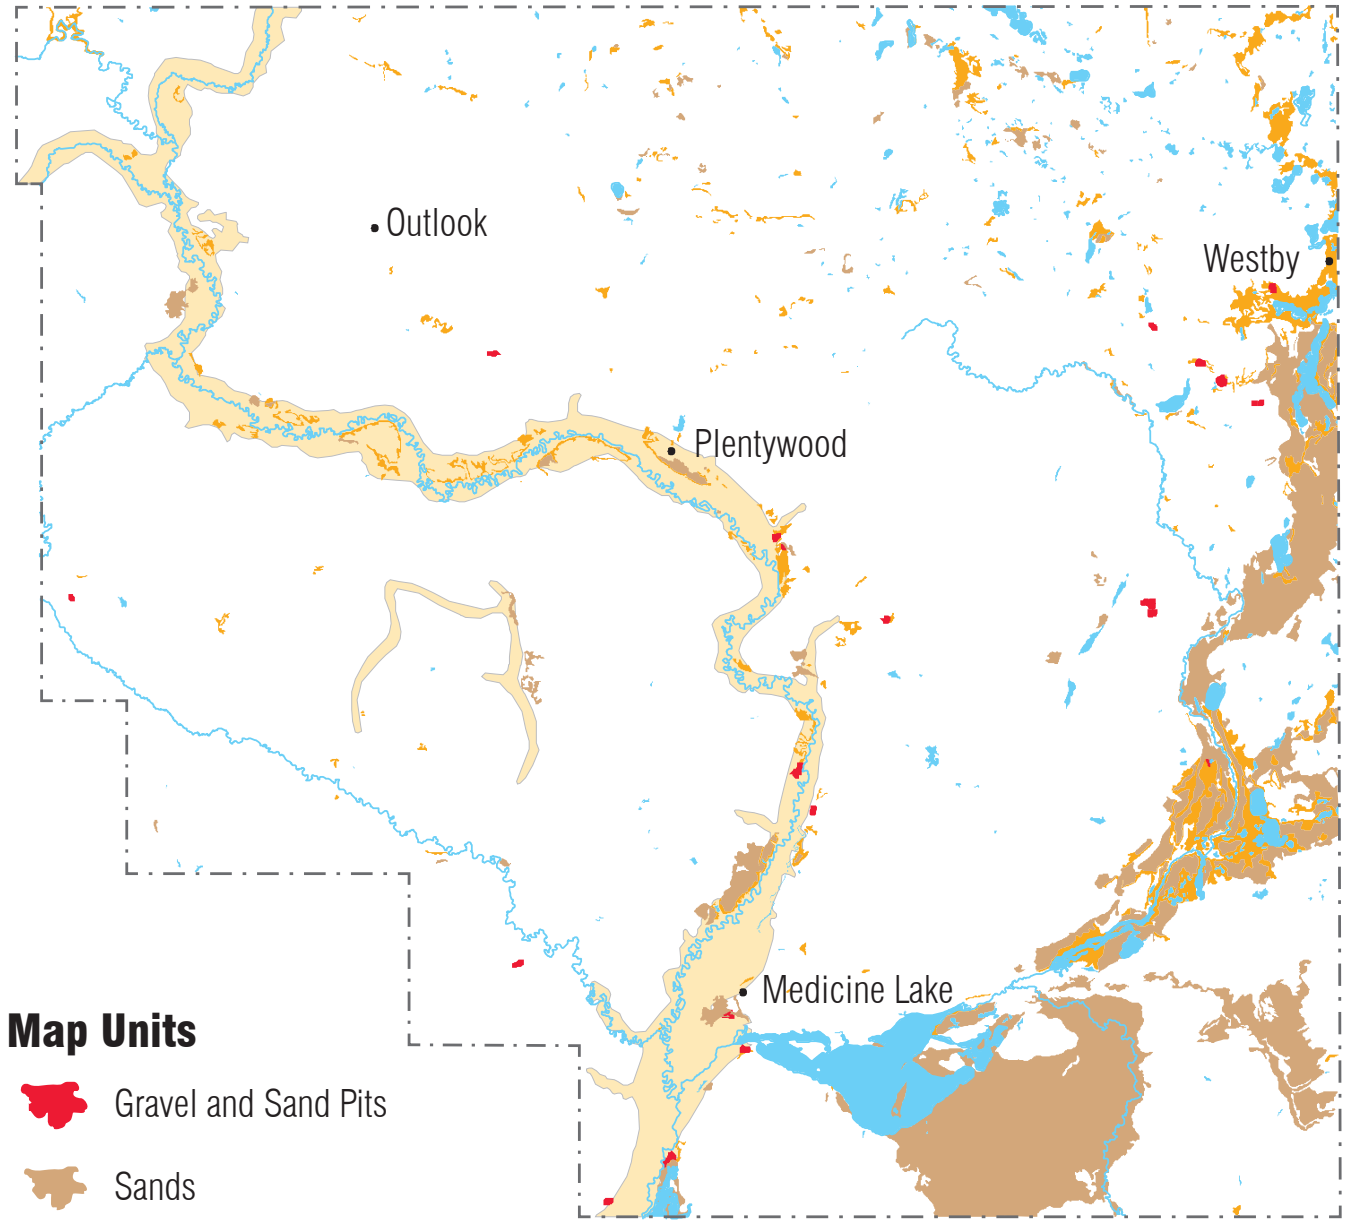 Outlook
Westby
Plentywood
Medicine Lake
Map Units
Gravel and Sand Pits
Sands